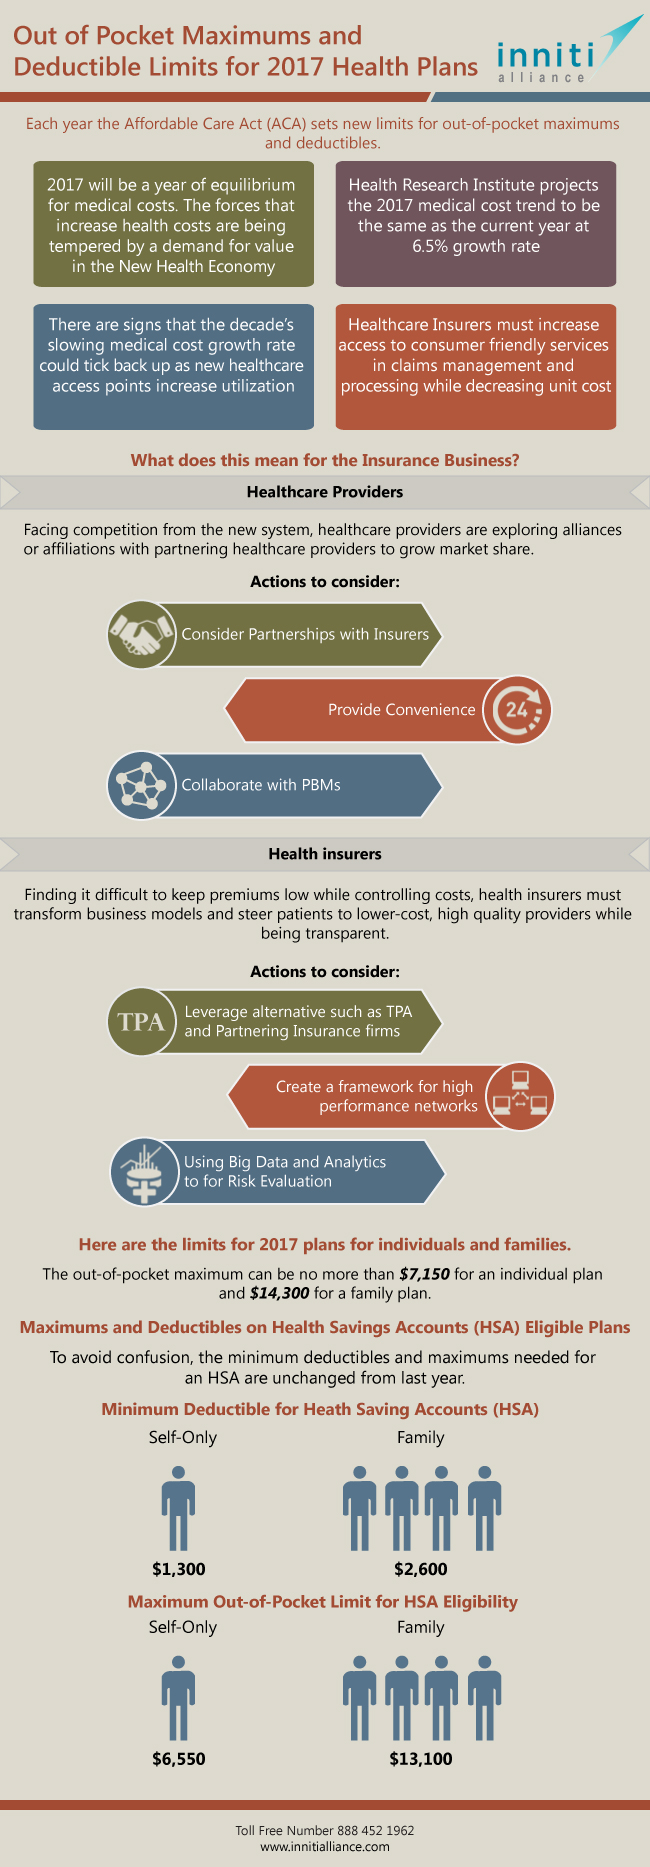 Out of Pocket Maximums and
Deductible Limits for 2017 Health Plans
inniti
alliance
Each year the Affordable Care Act (ACA) sets new limits for out-of-pocket maximums
and deductibles.
2017 will be a year of equilibrium
for medical costs. The forces that
increase health costs are being
tempered by a demand for value
in the New Health Economy
Health Research Institute projects
the 2017 medical cost trend to be
the same as the current year at
6.5% growth rate
There are signs that the decade's
slowing medical cost growth rate
could tick back up as new healthcare
access points increase utilization
Healthcare Insurers must increase
access to consumer friendly services
in claims management and
processing while decreasing unit cost
What does this mean for the Insurance Business?
Healthcare Providers
Facing competition from the new system, healthcare providers are exploring alliances
or affiliations with partnering healthcare providers to grow market share.
Actions to consider:
Consider Partnerships with Insurers
Provide Convenience
24
Collaborate with PBMs
Health insurers
Finding it difficult to keep premiums low while controlling costs, health insurers must
transform business models and steer patients to lower-cost, high quality providers while
being transparent.
Actions to consider:
TPA
Leverage alternative such as TPA
and Partnering Insurance firms
Create a framework for high
performance networks
Using Big Data and Analytics
to for Risk Evaluation
Here are the limits for 2017 plans for individuals and families.
The out-of-pocket maximum can be no more than $7,150 for an individual plan
and $14,300 for a family plan.
Maximums and Deductibles on Health Savings Accounts (HSA) Eligible Plans
To avoid confusion, the minimum deductibles and maximums needed for
an HSA are unchanged from last year.
Minimum Deductible for Heath Saving Accounts (HSA)
Self-Only
Family
$1,300
$2,600
Maximum Out-of-Pocket Limit for HSA Eligibility
Self-Only
Family
$6,550
$13,100
Toll Free Number 888 452 1962
www.innitialliance.com